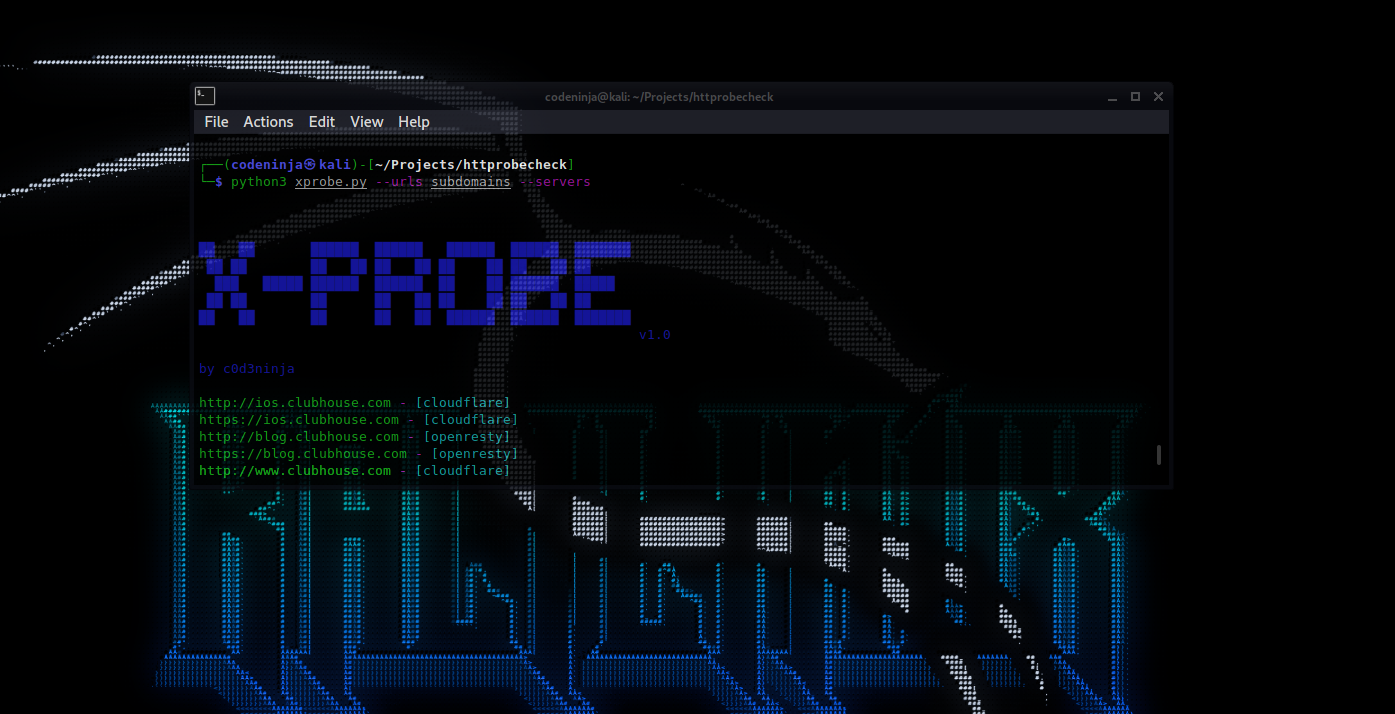 codeninja@kali: ~/Projects/httprobecheck
File Actions Edit View Help
┌──(codeninja㉿kali)-[~/Projects/httprobecheck]
└─$ python3 xprobe.py --urls subdomains --servers
X-PROBE
v1.0
by c0d3ninja
http://ios.clubhouse.com - [cloudflare]
https://ios.clubhouse.com - [cloudflare]
http://blog.clubhouse.com - [openresty]
https://blog.clubhouse.com - [openresty]
http://www.clubhouse.com - [cloudflare]